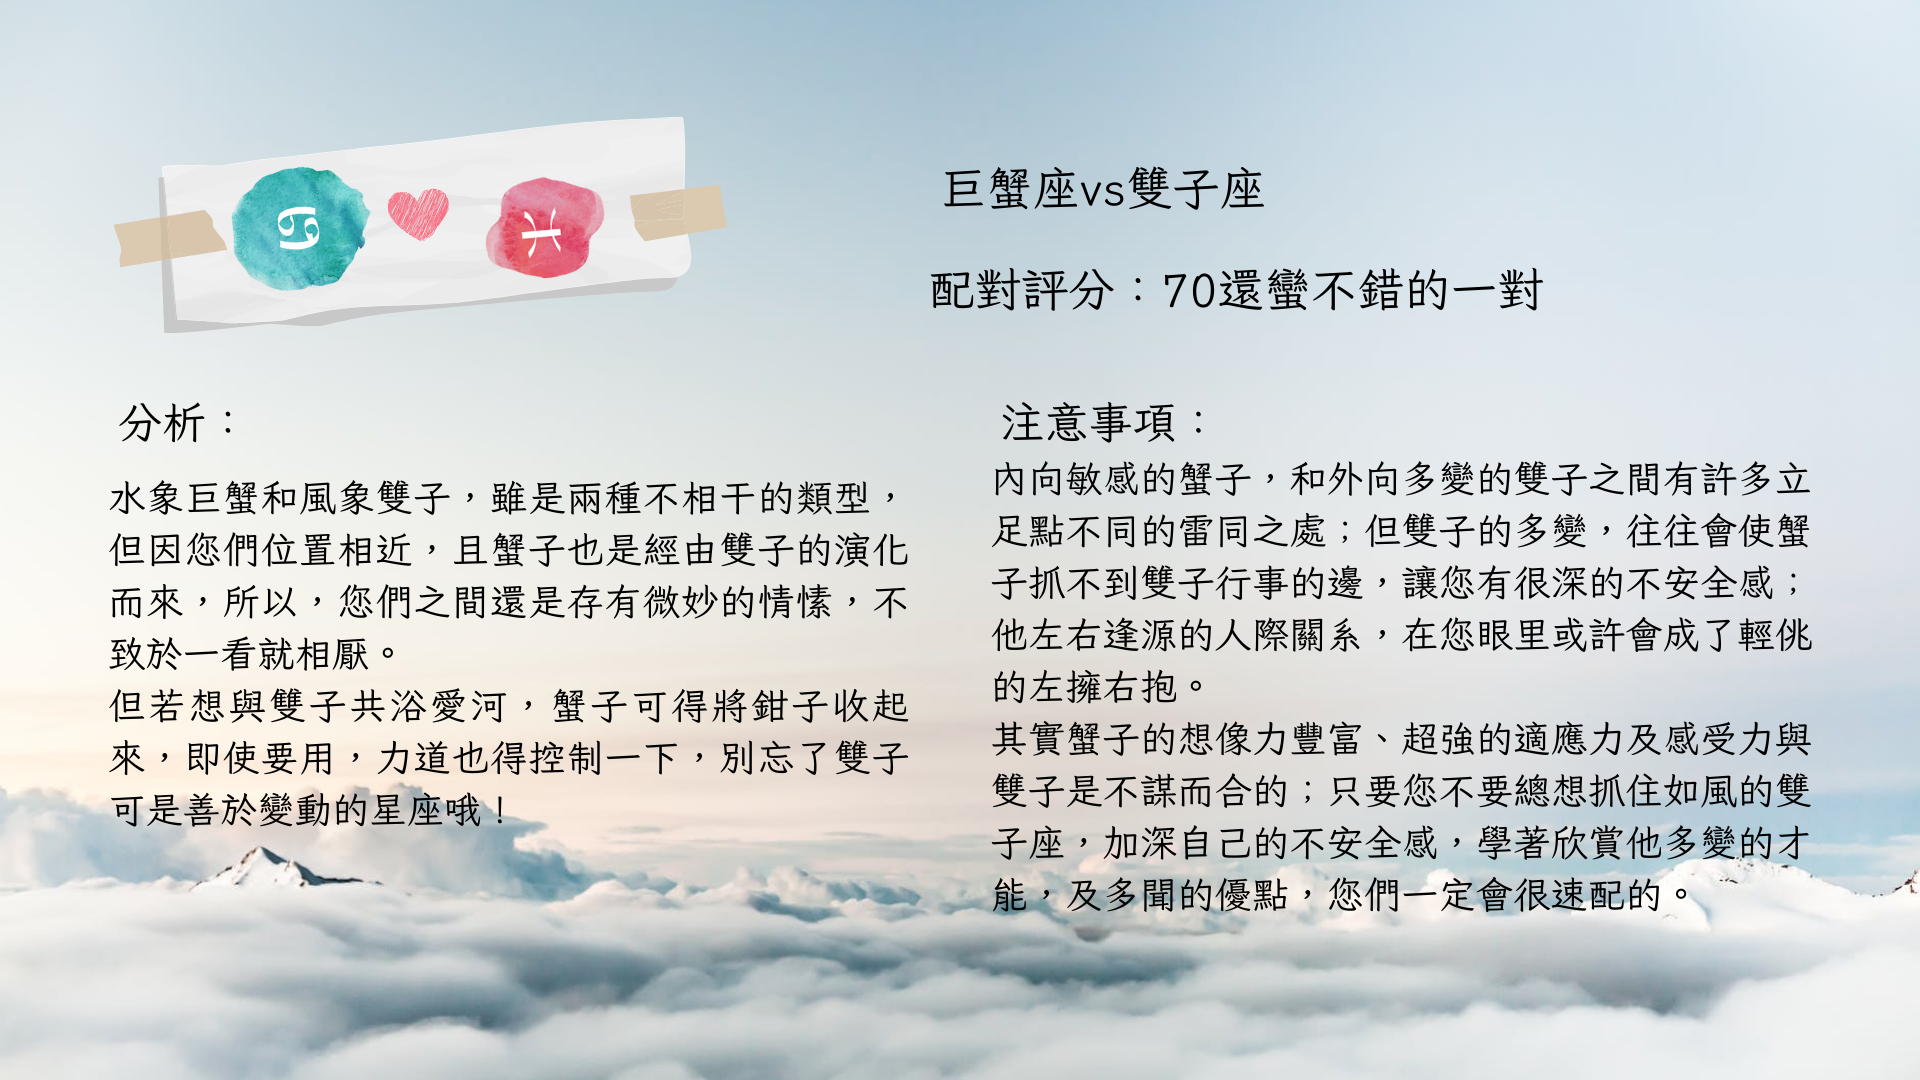 ♋ ♓
巨蟹座vs雙子座
配對評分：70還蠻不錯的一對
分析：
水象巨蟹和風象雙子，雖是兩種不相干的類型，
但因您們位置相近，且蟹子也是經由雙子的演化
而來，所以，您們之間還是存有微妙的情愫，不
致於一看就相厭。
但若想與雙子共浴愛河，蟹子可得將鉗子收起
來，即使要用，力道也得控制一下，別忘了雙子
可是善於變動的星座哦！
注意事項：
內向敏感的蟹子，和外向多變的雙子之間有許多立
足點不同的雷同之處；但雙子的多變，往往會使蟹
子抓不到雙子行事的邊，讓您有很深的不安全感；
他左右逢源的人際關系，在您眼里或許會成了輕佻
的左擁右抱。
其實蟹子的想像力豐富、超強的適應力及感受力與
雙子是不謀而合的；只要您不要總想抓住如風的雙
子座，加深自己的不安全感，學著欣賞他多變的才
能，及多聞的優點，您們一定會很速配的。